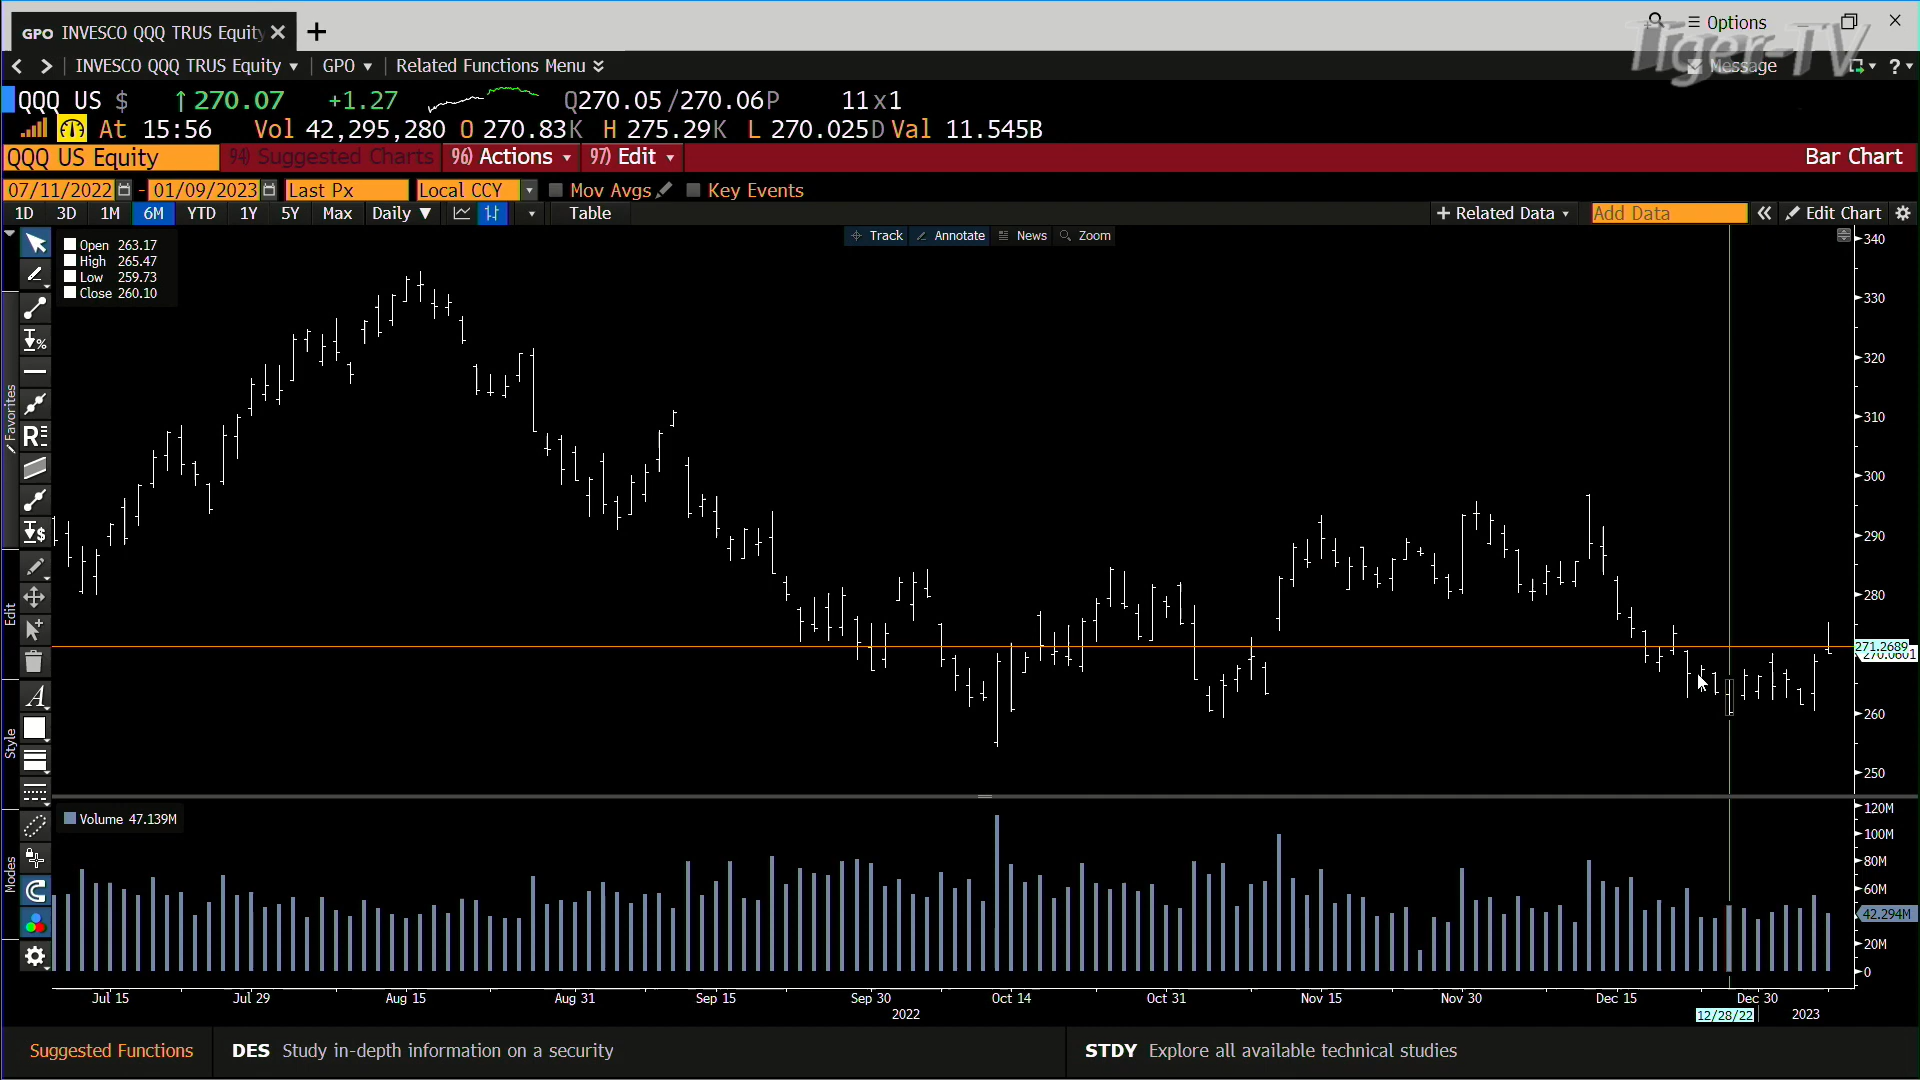 GPO INVESCO QQQ TRUS Equity
Options
Tiger-TV
INVESCO QQQ TRUS Equity GPO Related Functions Menu
Message ?
QQQ US $ ↑270.07 +1.27 Q270.05/270.06P 11x1
At 15:56 Vol 42,295,280 O 270.83K H 275.29K L 270.025D Val 11.545B
QQQ US Equity 94) Suggested Charts 96) Actions 97) Edit Bar Chart
07/11/2022 - 01/09/2023 Last Px Local CCY Mov Avgs Key Events
1D 3D 1M 6M YTD 1Y 5Y Max Daily Table + Related Data Add Data Edit Chart
Track Annotate News Zoom
Open 263.17
High 265.47
Low 259.73
Close 260.10
340
330
320
310
300
290
280
271.2689
270.0601
260
250
Favorites
Edit
Style
Modes
Volume 47.139M
120M
100M
80M
60M
42.294M
20M
0
Jul 15 Jul 29 Aug 15 Aug 31 Sep 15 Sep 30 Oct 14 Oct 31 Nov 15 Nov 30 Dec 15 Dec 30
2022 12/28/22 2023
Suggested Functions DES Study in-depth information on a security STDY Explore all available technical studies